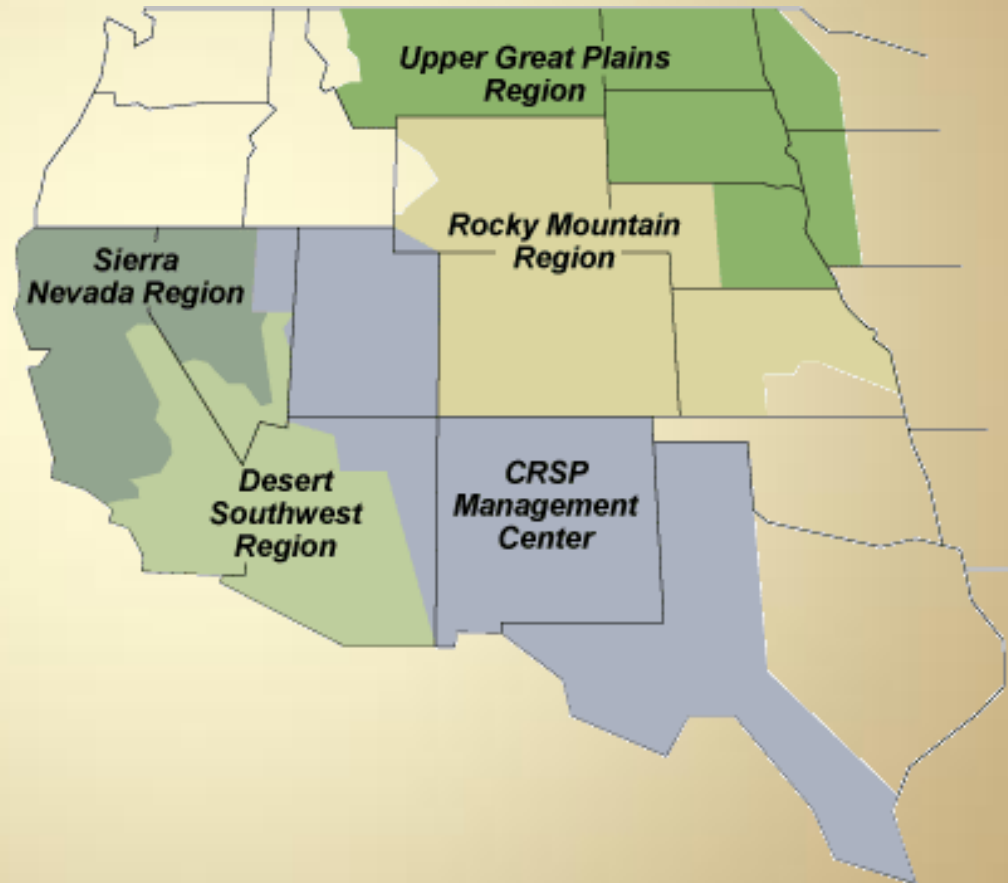 Upper Great Plains
Region
Rocky Mountain
Region
Sierra
Nevada Region
Desert
Southwest
Region
CRSP
Management
Center